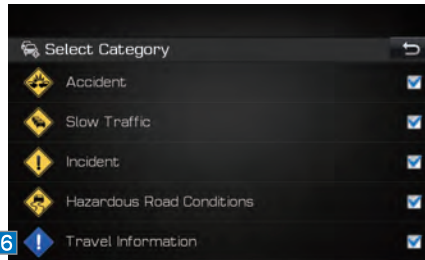 Select Category
Accident
Slow Traffic
Incident
Hazardous Road Conditions
6 Travel Information